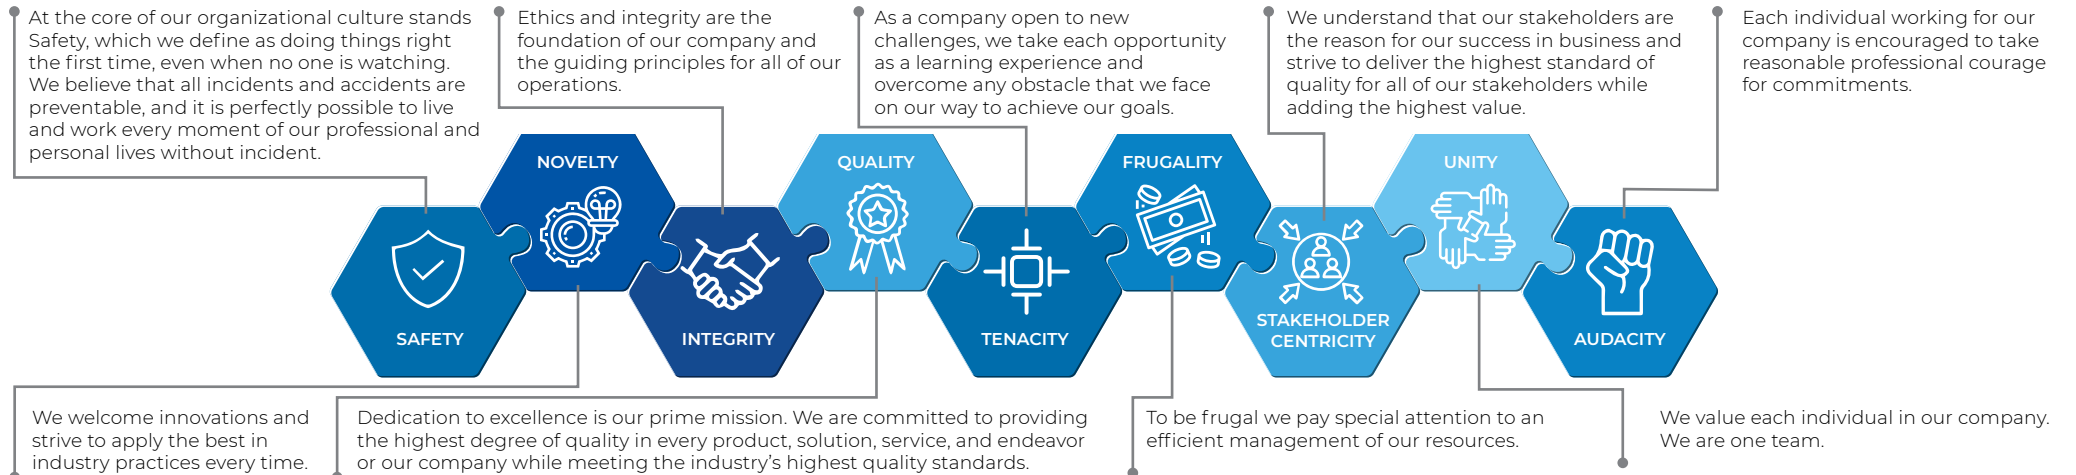 At the core of our organizational culture stands
Safety, which we define as doing things right
the first time, even when no one is watching.
We believe that all incidents and accidents are
preventable, and it is perfectly possible to live
and work every moment of our professional and
personal lives without incident.
Ethics and integrity are the
foundation of our company and
the guiding principles for all of our
operations.
As a company open to new
challenges, we take each opportunity
as a learning experience and
overcome any obstacle that we face
on our way to achieve our goals.
We understand that our stakeholders are
the reason for our success in business and
strive to deliver the highest standard of
quality for all of our stakeholders while
adding the highest value.
Each individual working for our
company is encouraged to take
reasonable professional courage
for commitments.
NOVELTY
QUALITY
FRUGALITY
UNITY
SAFETY
INTEGRITY
TENACITY
STAKEHOLDER
CENTRICITY
AUDACITY
We welcome innovations and
strive to apply the best in
industry practices every time.
Dedication to excellence is our prime mission. We are committed to providing
the highest degree of quality in every product, solution, service, and endeavor
or our company while meeting the industry’s highest quality standards.
To be frugal we pay special attention to an
efficient management of our resources.
We value each individual in our company.
We are one team.